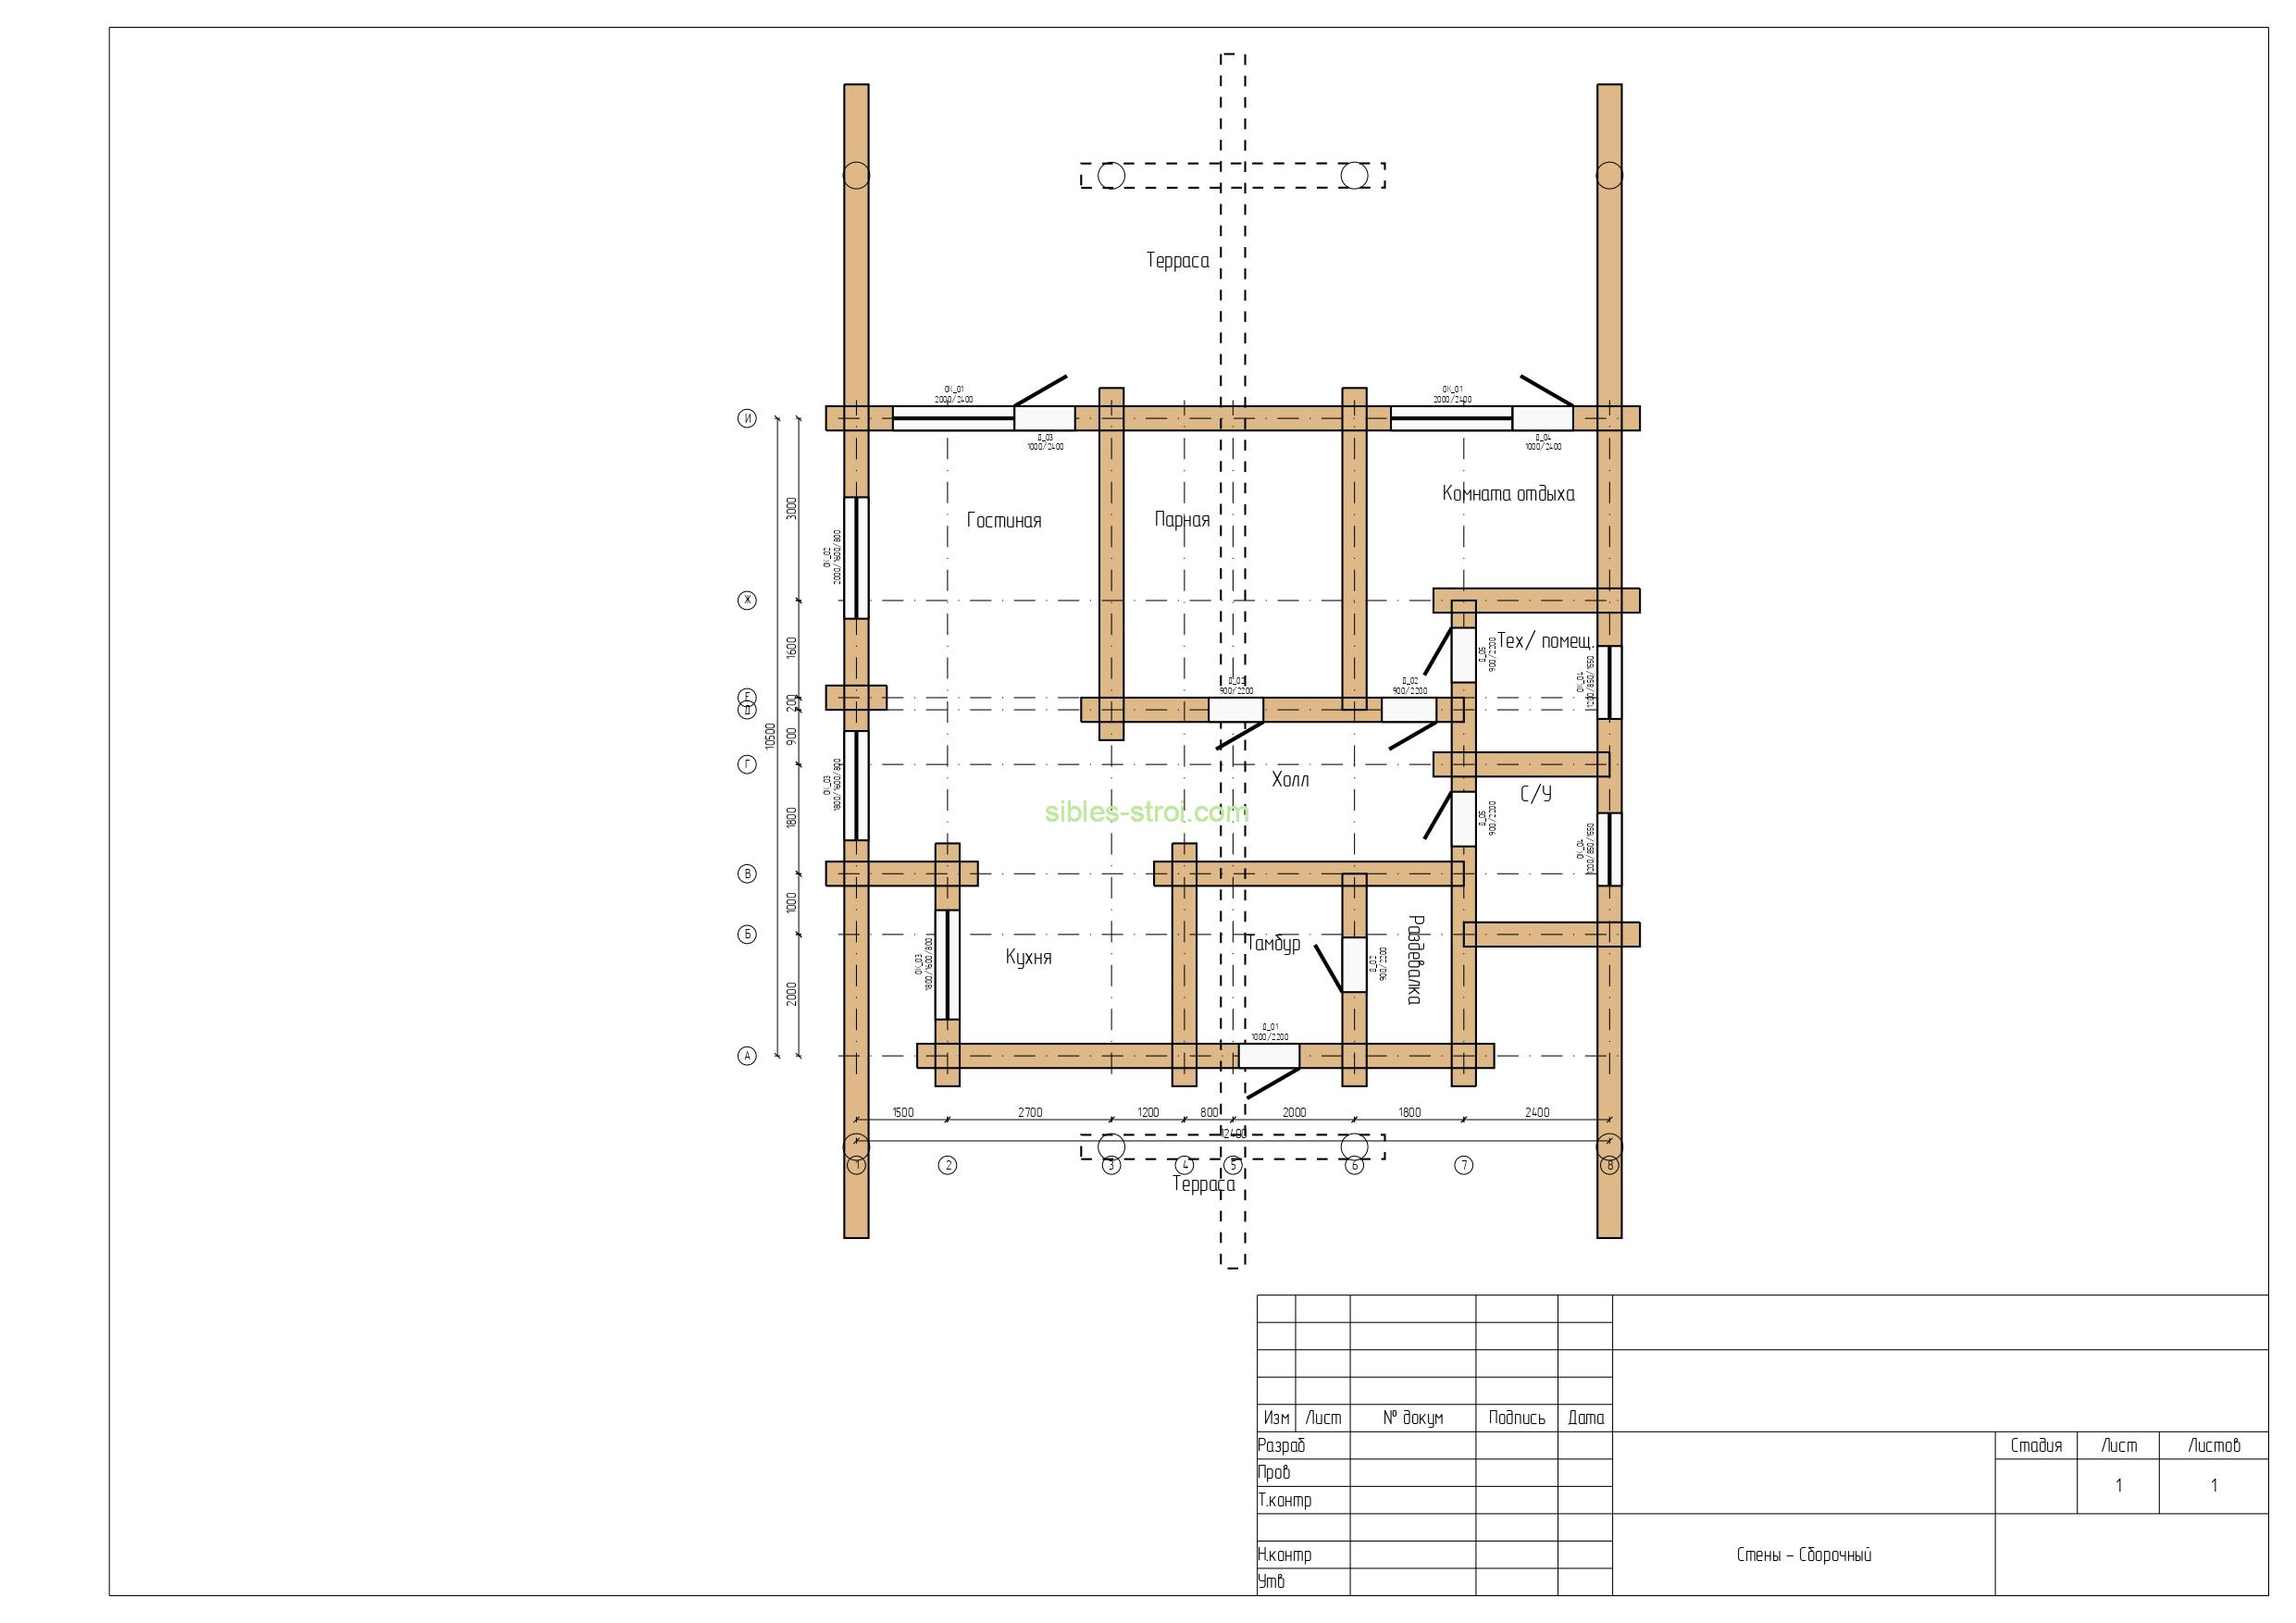 Терраса
ОК_01
2000/2400
ОК_01
2000/2400
Д_03
1000/2400
Д_04
1000/2400
И
3000
Гостиная
Парная
Комната отдыха
ОК_02
2000/1600/800
Ж
1600
Тех/ помещ.
Д_05
900/2200
ОК_04
1200/850/1550
Е
Д
200
900/2200
Д_02
900/2200
10500
900
Г
Холл
ОК_03
1800/1600/800
sibles-stroi.com
С/У
Д_05
900/2200
1800
ОК_04
1200/850/1550
В
1000
Б
Кухня
ОК_03
1800/1600/800
Тамбур
Д_02
900/2200
Раздевалка
2000
Д_01
1000/2200
А
1500 2700 1200 800 2000 1800 2400
12400
1 2 3 4 5 6 7 8
Терраса
Изм Лист № докум Подпись Дата
Разраб
Пров
Т.контр
Н.контр
Утв
Стадия Лист Листов
1 1
Стены – Сборочный